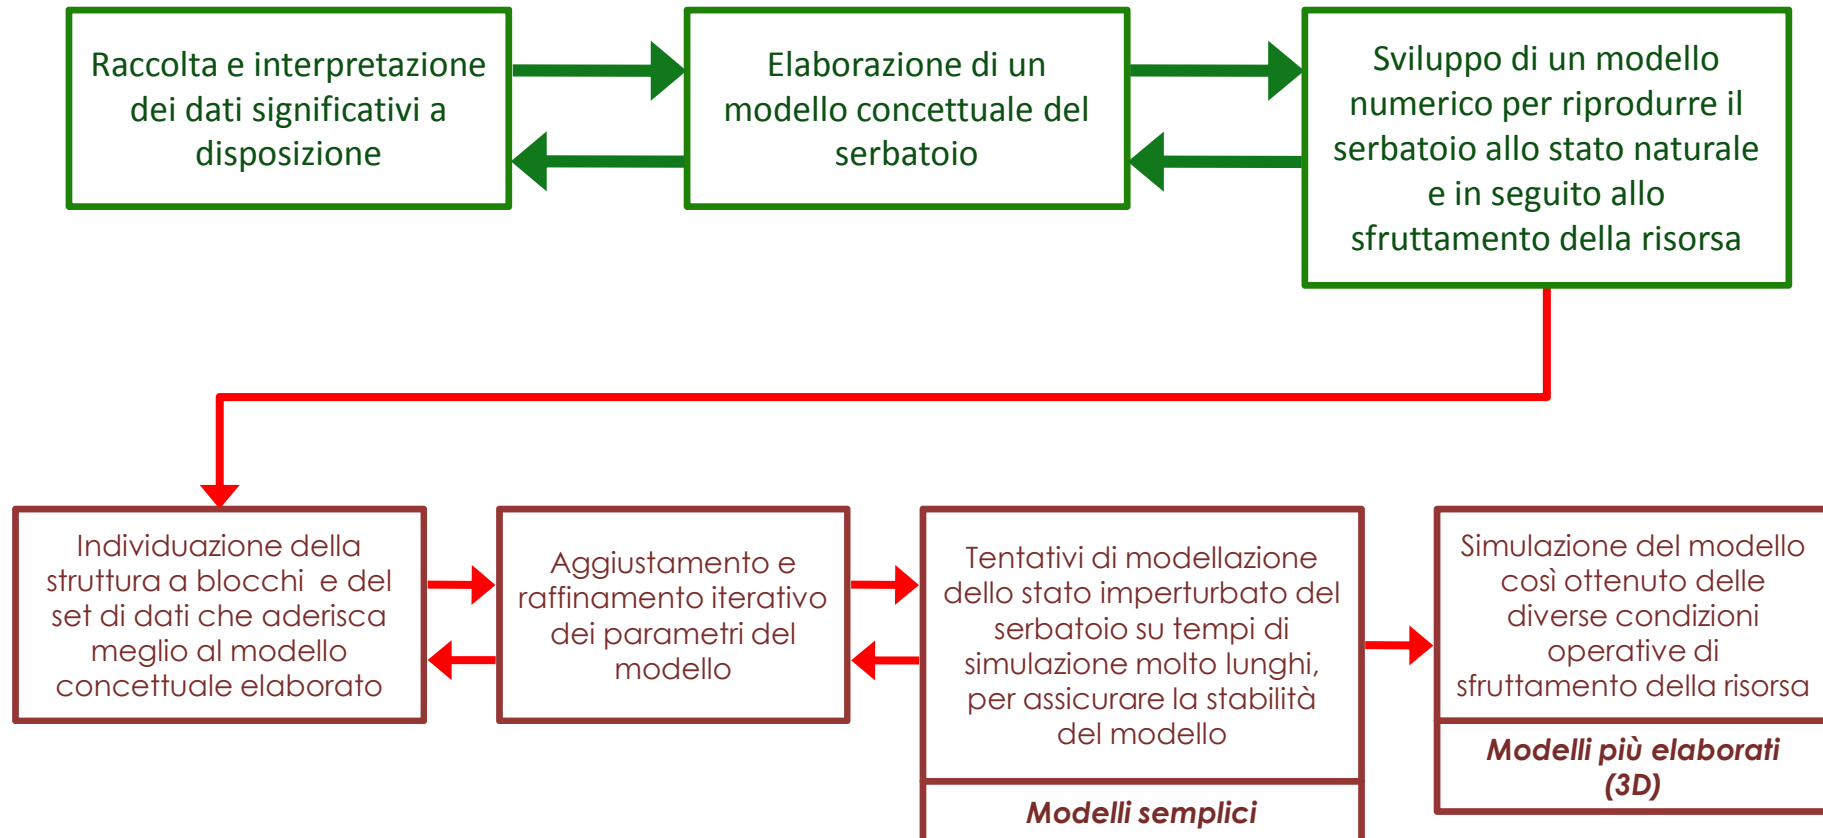 Raccolta e interpretazione
dei dati significativi a
disposizione
Elaborazione di un
modello concettuale del
serbatoio
Sviluppo di un modello
numerico per riprodurre il
serbatoio allo stato naturale
e in seguito allo
sfruttamento della risorsa
Individuazione della
struttura a blocchi e del
set di dati che aderisca
meglio al modello
concettuale elaborato
Aggiustamento e
raffinamento iterativo
dei parametri del
modello
Tentativi di modellazione
dello stato imperturbato del
serbatoio su tempi di
simulazione molto lunghi,
per assicurare la stabilità
del modello
Modelli semplici
Simulazione del modello
così ottenuto delle
diverse condizioni
operative di
sfruttamento della risorsa
Modelli più elaborati
(3D)